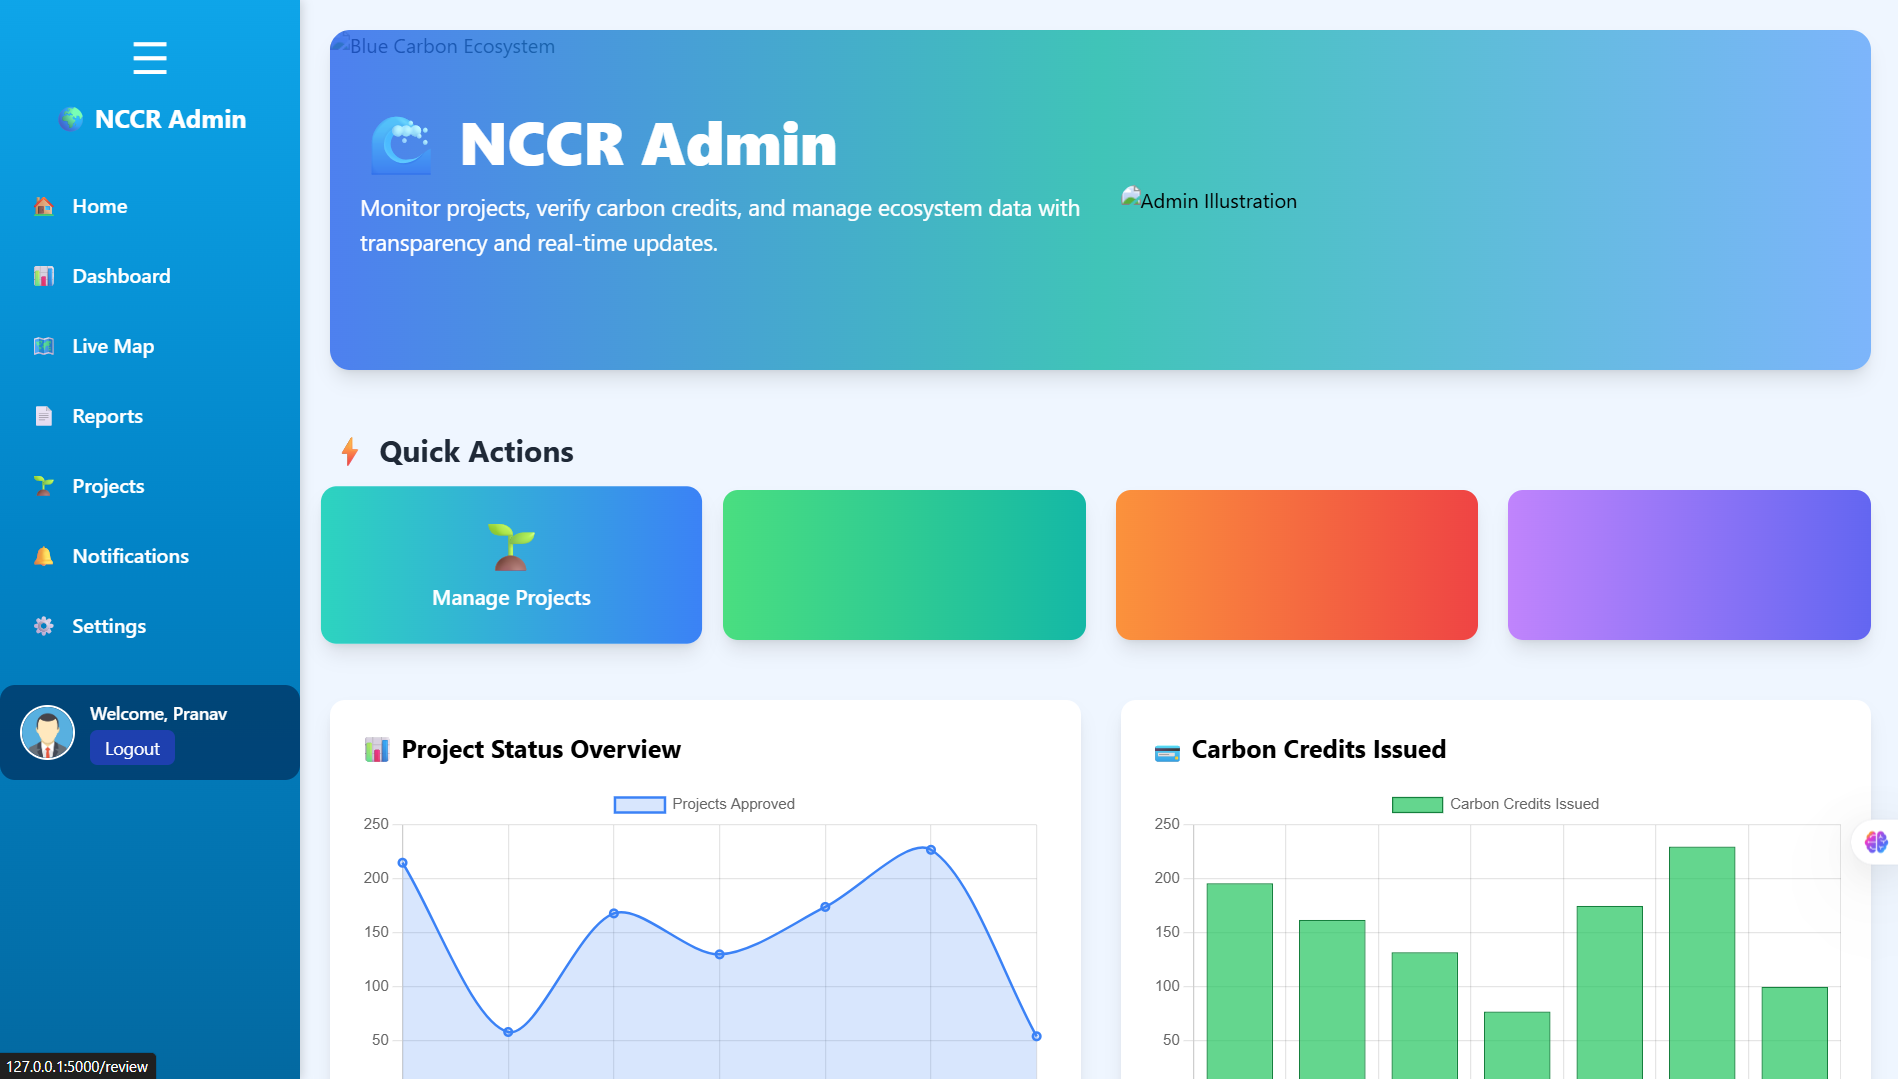 ☰
NCCR Admin
Home
Dashboard
Live Map
Reports
Projects
Notifications
Settings
Welcome, Pranav
Logout
Blue Carbon Ecosystem
NCCR Admin
Monitor projects, verify carbon credits, and manage ecosystem data with
transparency and real-time updates.
Admin Illustration
Quick Actions
Manage Projects
Project Status Overview
Projects Approved
250
200
150
100
50
Carbon Credits Issued
Carbon Credits Issued
250
200
150
100
50
127.0.0.1:5000/review